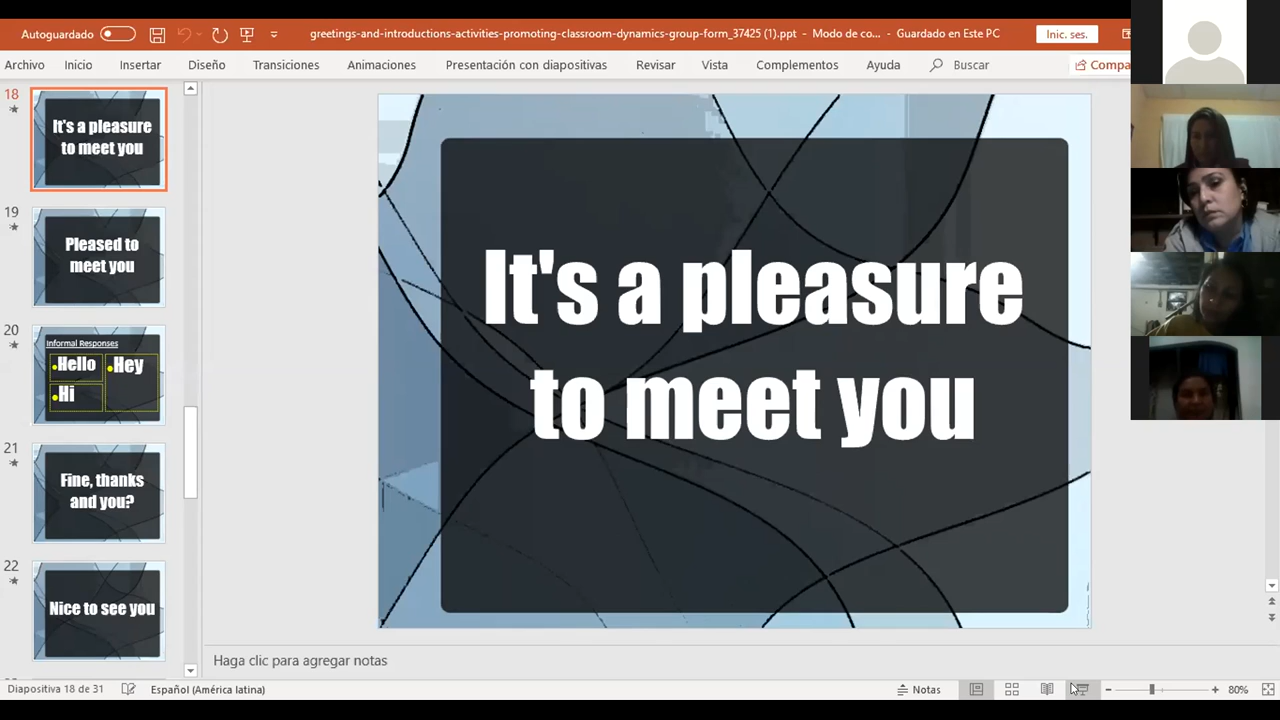 Autoguardado
greetings-and-introductions-activities-promoting-classroom-dynamics-group-form_37425 (1).ppt - Modo de co... - Guardado en Este PC
Inic. ses.
Archivo Inicio Insertar Diseño Transiciones Animaciones Presentación con diapositivas Revisar Vista Complementos Ayuda Buscar Compa
18
It's a pleasure
to meet you
19
Pleased to
meet you
20
Informal Responses
•Hello •Hey
•Hi
21
Fine, thanks
and you?
22
Nice to see you
It's a pleasure
to meet you
Haga clic para agregar notas
Diapositiva 18 de 31 Español (América latina) Notas 80%